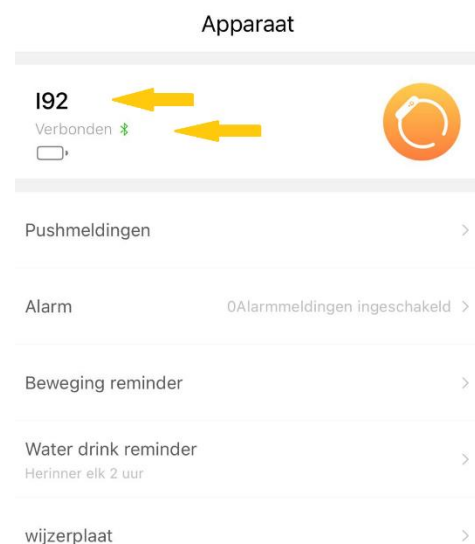 Apparaat
I92
Verbonden
Pushmeldingen
Alarm
0Alarmmeldingen ingeschakeld
Beweging reminder
Water drink reminder
Herinner elk 2 uur
wijzerplaat